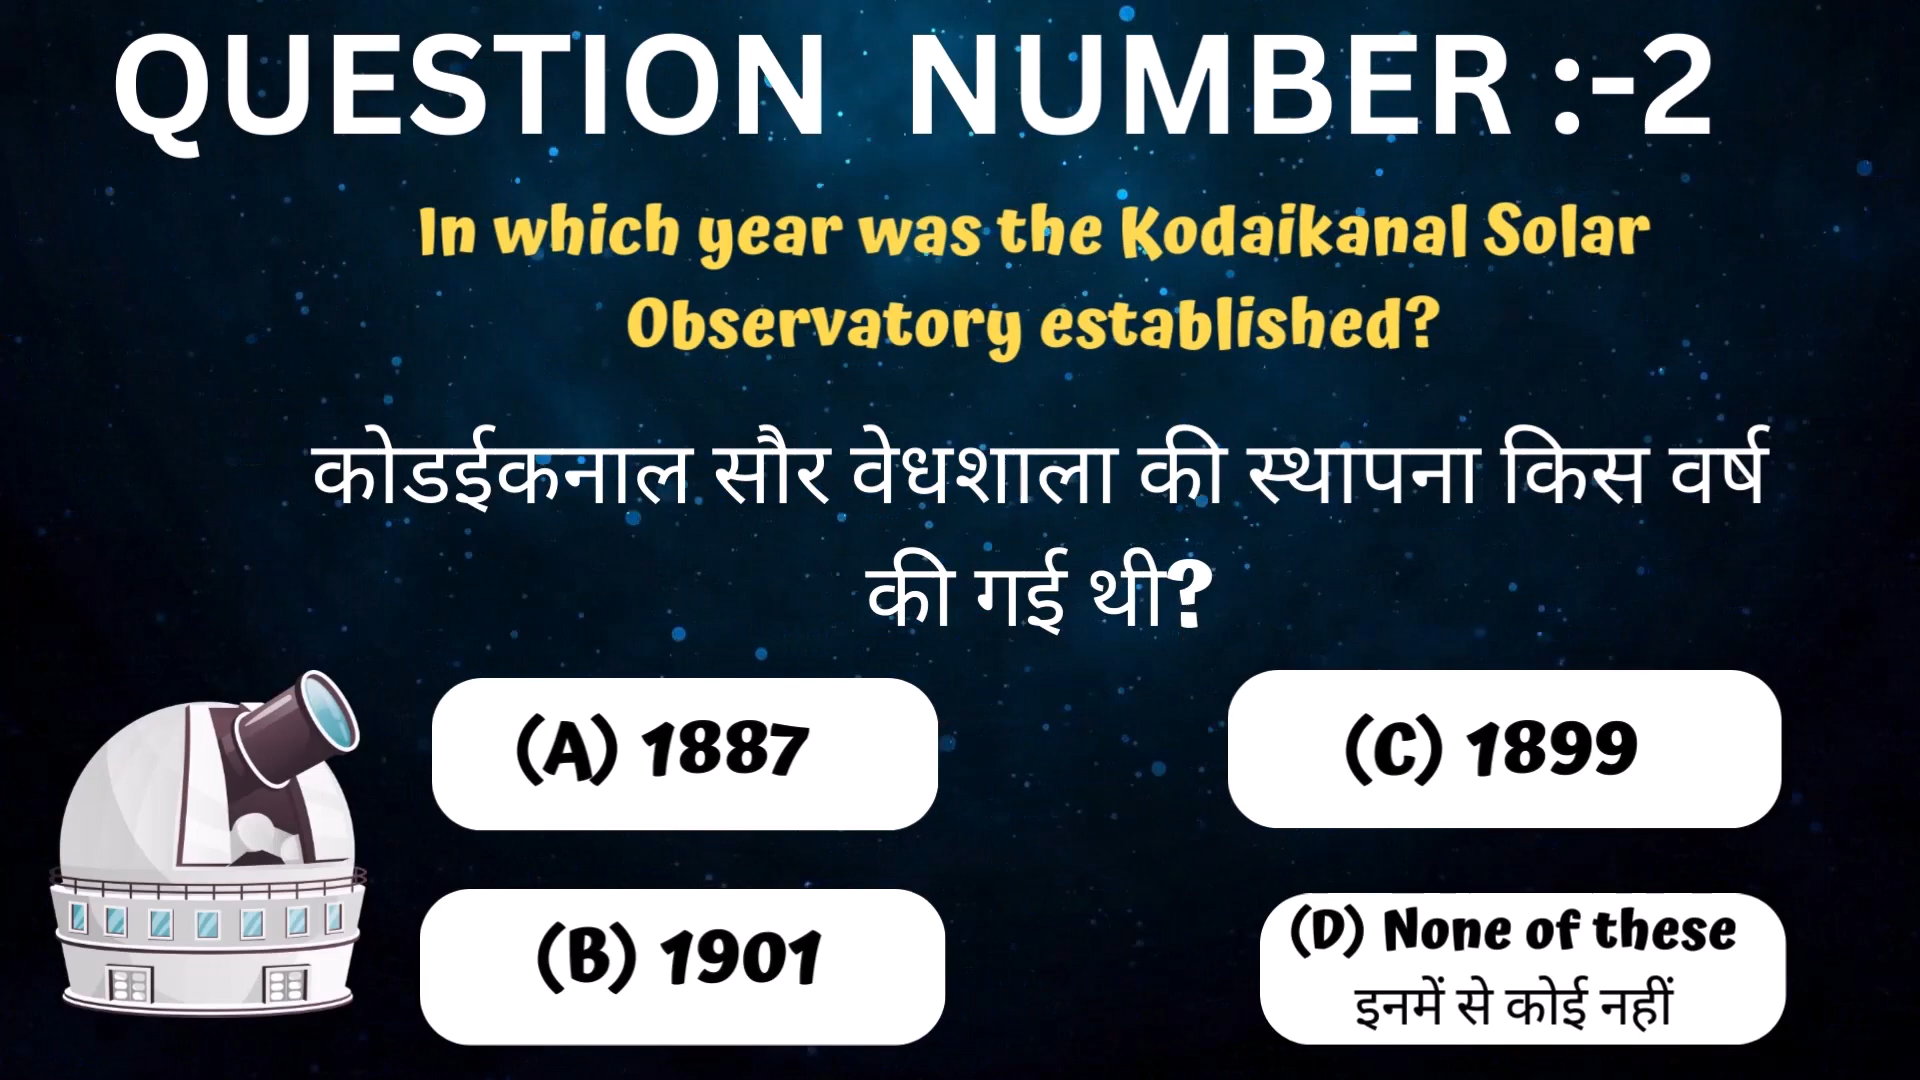 QUESTION NUMBER :-2
In which year was the Kodaikanal Solar
Observatory established?
कोडईकनाल सौर वेधशाला की स्थापना किस वर्ष
की गई थी?
(A) 1887
(C) 1899
(B) 1901
(D) None of these
इनमें से कोई नहीं